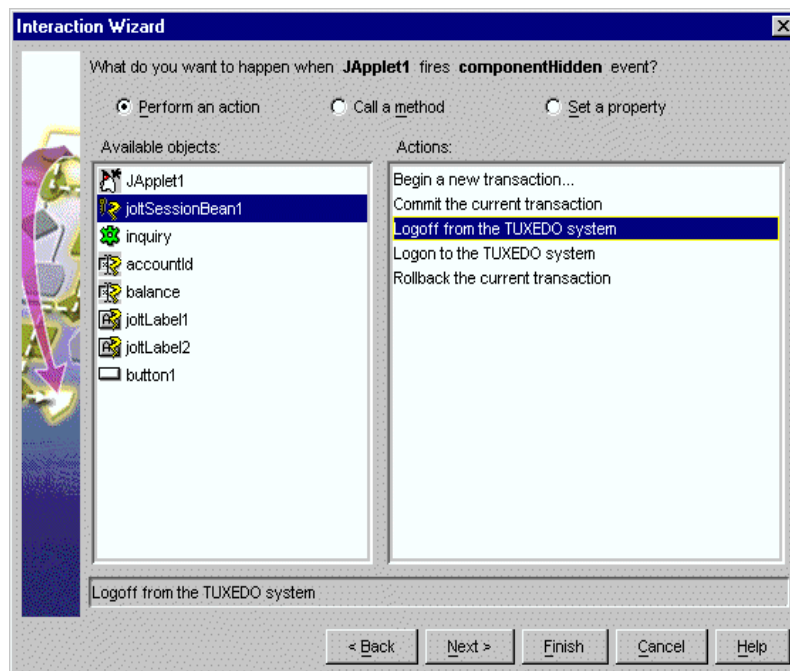 Interaction Wizard
What do you want to happen when JApplet1 fires componentHidden event?
Perform an action
Call a method
Set a property
Available objects:
Actions:
JApplet1
joltSessionBean1
inquiry
accountId
balance
joltLabel1
joltLabel2
button1
Begin a new transaction...
Commit the current transaction
Logoff from the TUXEDO system
Logon to the TUXEDO system
Rollback the current transaction
Logoff from the TUXEDO system
< Back
Next >
Finish
Cancel
Help